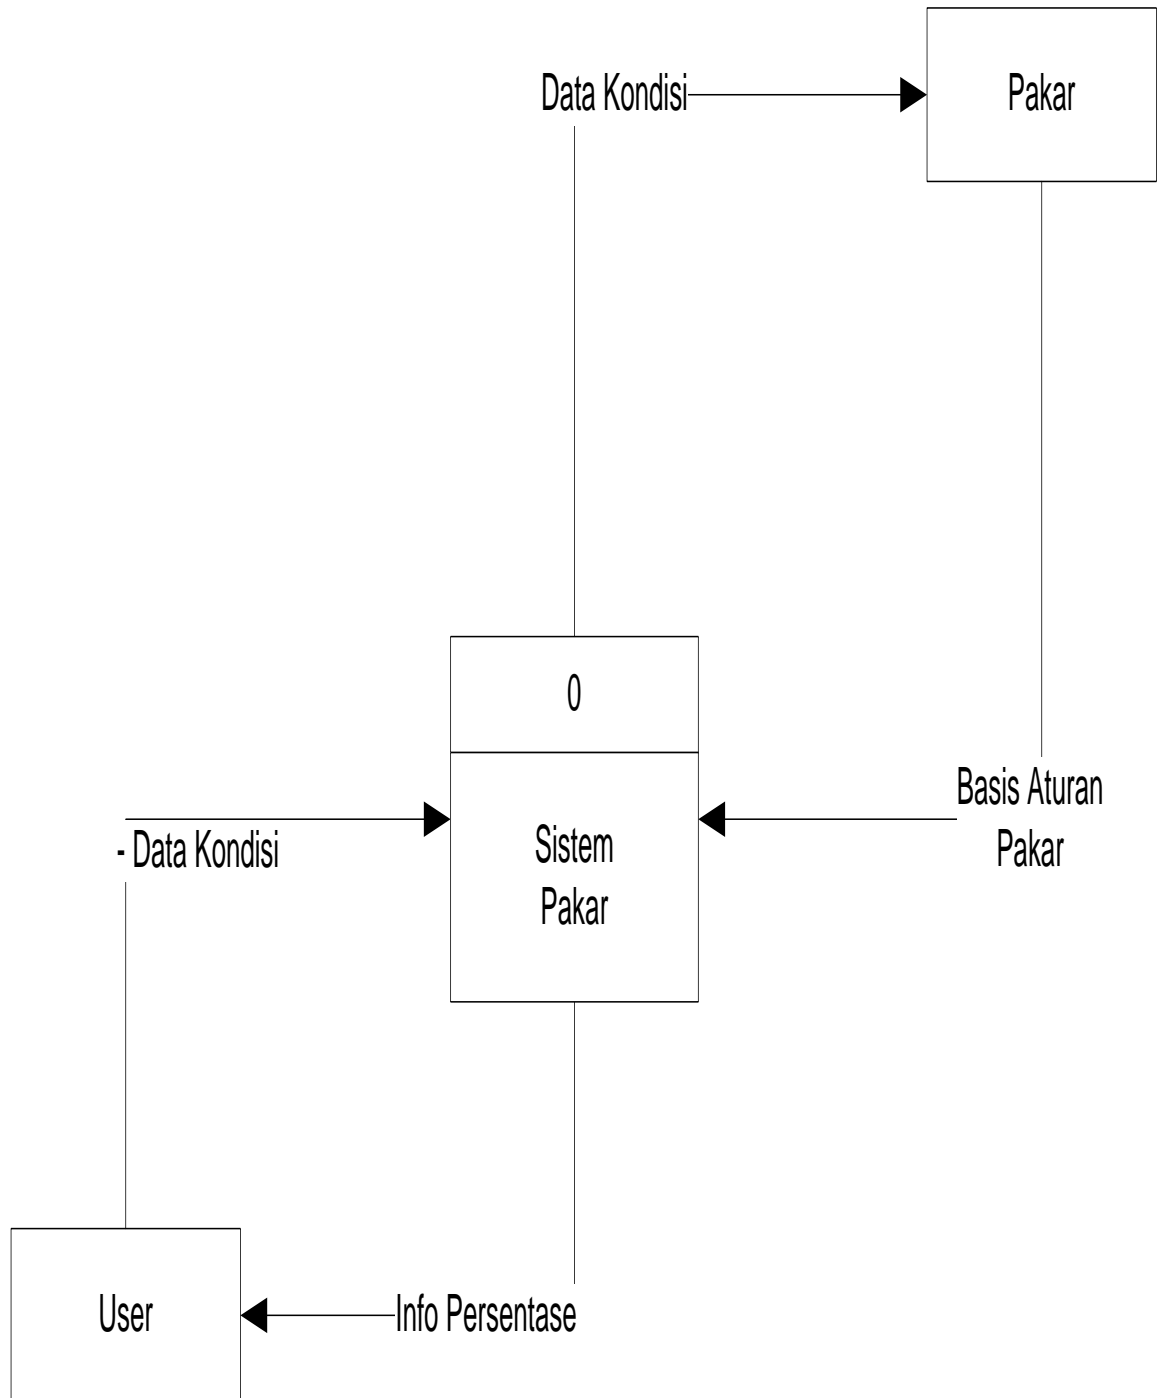 Data Kondisi
Pakar
0
Basis Aturan
Pakar
- Data Kondisi
Sistem
Pakar
User
Info Persentase